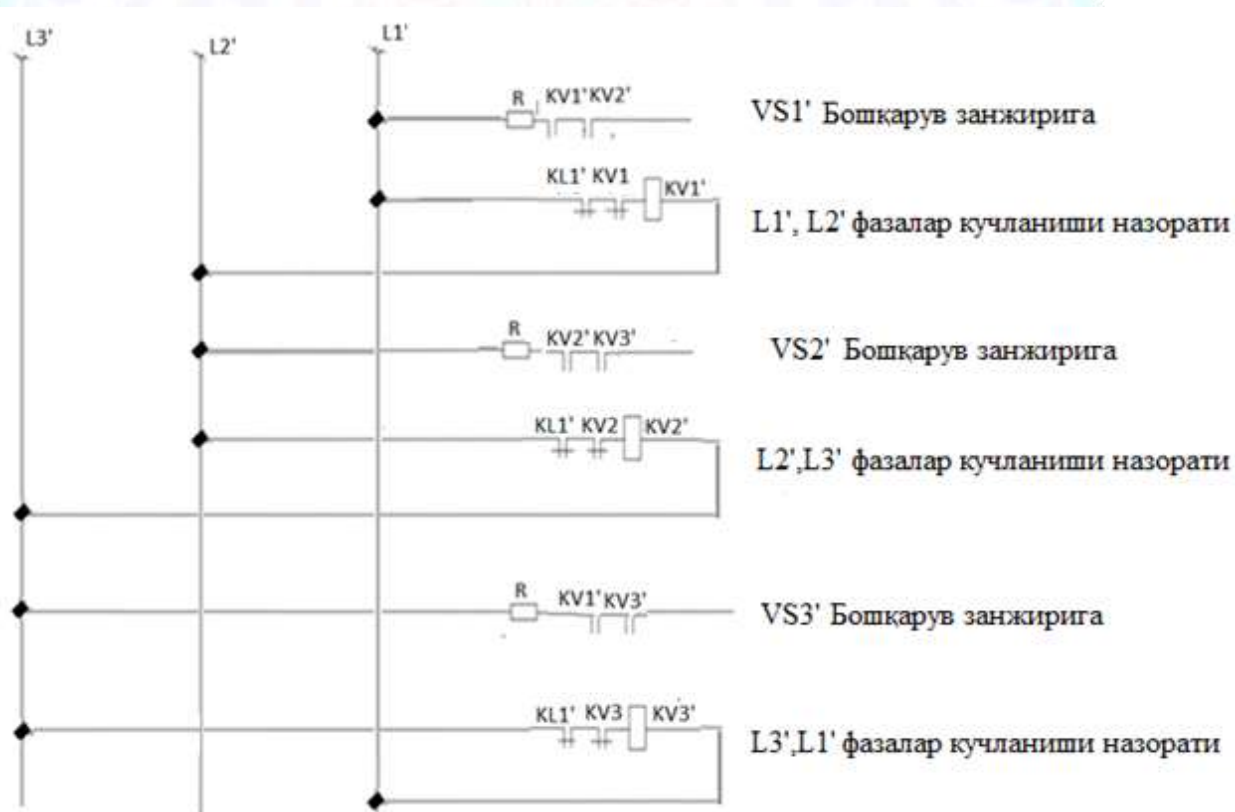 L3' L2' L1'
R KV1' KV2'
VS1' Бошқарув занжирига
KL1' KV1 KV1'
L1', L2' фазалар кучланиши назорати
R KV2' KV3'
VS2' Бошқарув занжирига
KL1' KV2 KV2'
L2',L3' фазалар кучланиши назорати
R KV1' KV3'
VS3' Бошқарув занжирига
KL1' KV3 KV3'
L3',L1' фазалар кучланиши назорати